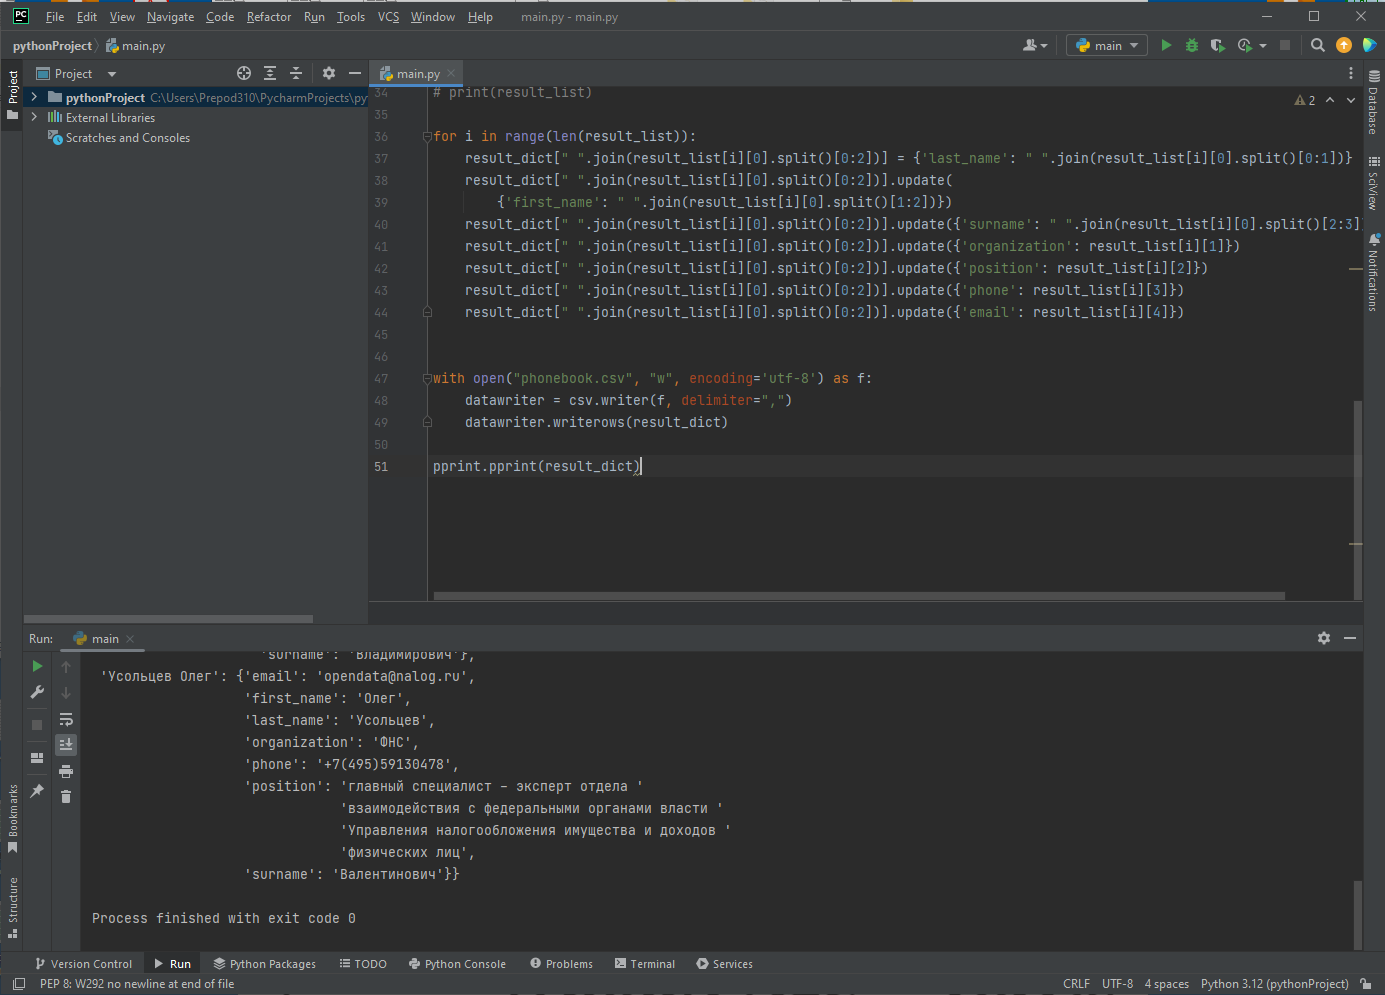 File Edit View Navigate Code Refactor Run Tools VCS Window Help main.py - main.py
pythonProject main.py main
Project main.py
34 # print(result_list)
2
pythonProject C:\Users\Prepod310\PycharmProjects\py
External Libraries
Scratches and Consoles
35
36 for i in range(len(result_list)):
37 result_dict[" ".join(result_list[i][0].split()[0:2])] = {'last_name': " ".join(result_list[i][0].split()[0:1])}
38 result_dict[" ".join(result_list[i][0].split()[0:2])].update(
39 {'first_name': " ".join(result_list[i][0].split()[1:2])})
40 result_dict[" ".join(result_list[i][0].split()[0:2])].update({'surname': " ".join(result_list[i][0].split()[2:3]
41 result_dict[" ".join(result_list[i][0].split()[0:2])].update({'organization': result_list[i][1]})
42 result_dict[" ".join(result_list[i][0].split()[0:2])].update({'position': result_list[i][2]})
43 result_dict[" ".join(result_list[i][0].split()[0:2])].update({'phone': result_list[i][3]})
44 result_dict[" ".join(result_list[i][0].split()[0:2])].update({'email': result_list[i][4]})
45
46
47 with open("phonebook.csv", "w", encoding='utf-8') as f:
48 datawriter = csv.writer(f, delimiter=",")
49 datawriter.writerows(result_dict)
50
51 pprint.pprint(result_dict)
Project
Bookmarks
Structure
Database
SciView
Notifications
Run: main
'surname': 'Владимирович'},
'Усольцев Олег': {'email': 'opendata@nalog.ru',
'first_name': 'Олег',
'last_name': 'Усольцев',
'organization': 'ФНС',
'phone': '+7(495)59130478',
'position': 'главный специалист – эксперт отдела '
'взаимодействия с федеральными органами власти '
'Управления налогообложения имущества и доходов '
'физических лиц',
'surname': 'Валентинович'}}
Process finished with exit code 0
Version Control Run Python Packages TODO Python Console Problems Terminal Services
PEP 8: W292 no newline at end of file CRLF UTF-8 4 spaces Python 3.12 (pythonProject)